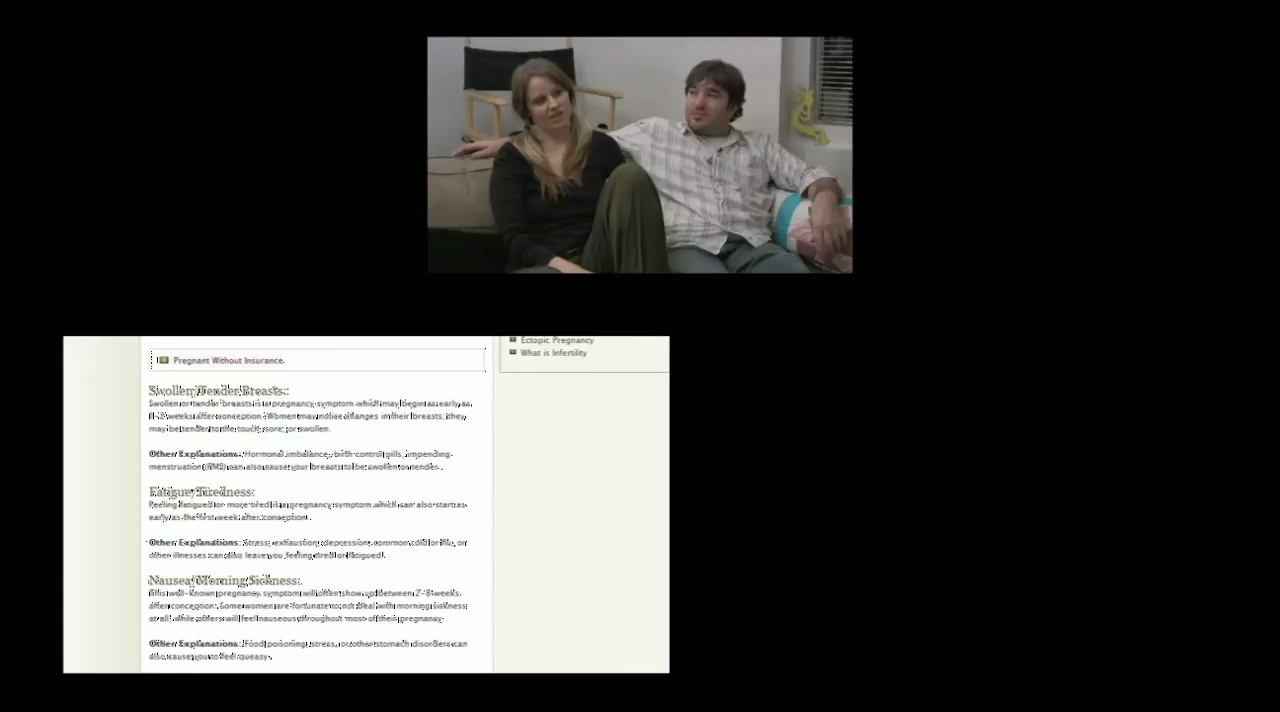 Ectopic Pregnancy
What is Infertility
Pregnant Without Insurance.
Swollen/Tender Breasts:
Swollen or tender breasts is a pregnancy symptom which may begin as early as
weeks after conception. Women may notice changes in their breasts; they
may be tender to the touch, sore, or swollen.
Other Explanations: Hormonal imbalance, birth control pills, impending
menstruation (PMS) can also cause your breasts to be swollen or tender.
Fatigue/Tiredness:
Feeling fatigued or more tired is a pregnancy symptom which can also start as
early as the first week after conception.
Other Explanations: Stress, exhaustion, depression, common cold or flu, or
other illnesses can also leave you feeling tired or fatigued.
Nausea/Morning Sickness:
This well-known pregnancy symptom will often show up between 2-8 weeks
after conception. Some women are fortunate to not deal with morning sickness
at all, while others will feel nauseous throughout most of their pregnancy.
Other Explanations: Food poisoning, stress, or other stomach disorders can
also cause you to feel queasy.